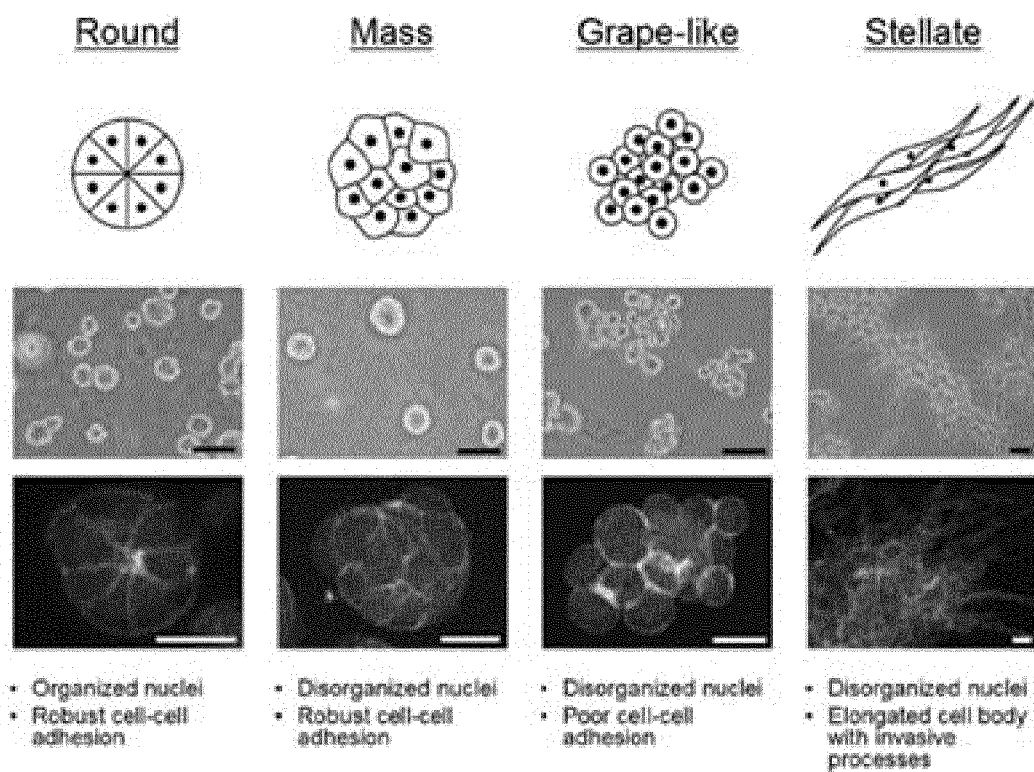 Round
Mass
Grape-like
Stellate
• Organized nuclei
• Robust cell-cell
adhesion
• Disorganized nuclei
• Robust cell-cell
adhesion
• Disorganized nuclei
• Poor cell-cell
adhesion
• Disorganized nuclei
• Elongated cell body
with invasive
processes